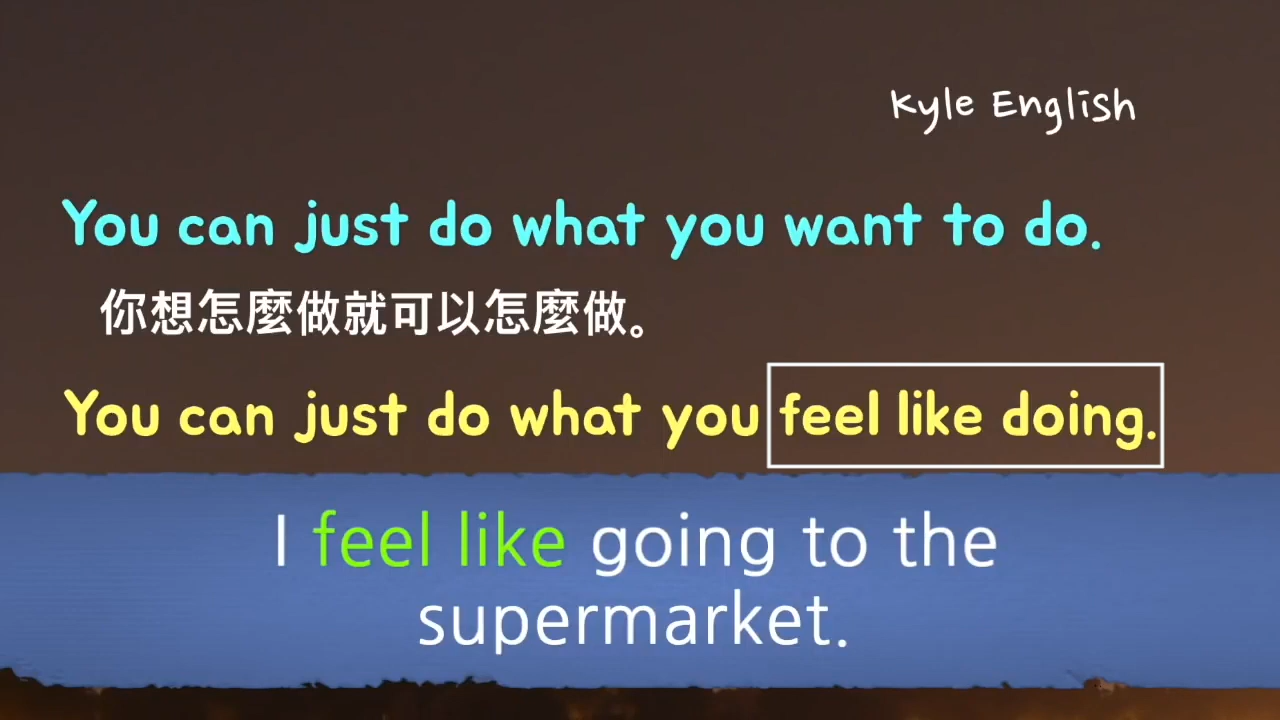 Kyle English
You can just do what you want to do.
你想怎麼做就可以怎麼做。
You can just do what you feel like doing.
I feel like going to the
supermarket.